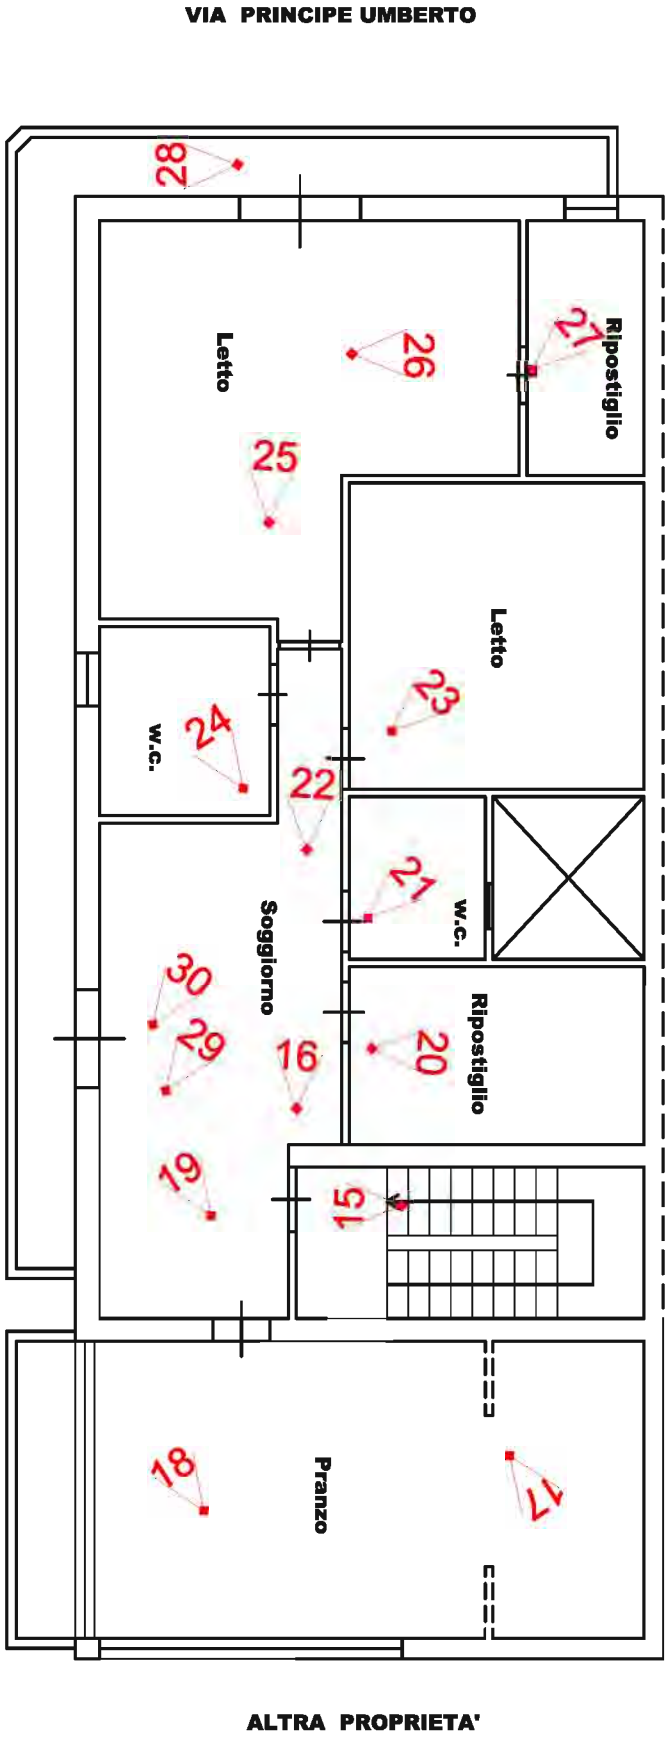 VIA PRINCIPE UMBERTO
28
27
Ripostiglio
26
Letto
25
Letto
23
24
w.c.
22
21
w.c.
Soggiorno
30
29
16
20
Ripostiglio
19
15
18
Pranzo
17
ALTRA PROPRIETA'